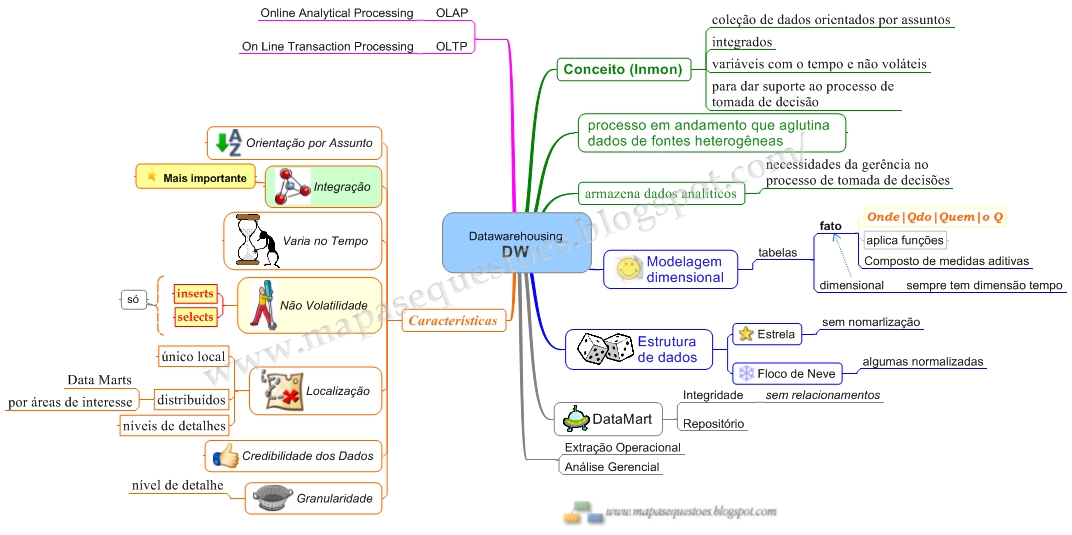 Online Analytical Processing OLAP
On Line Transaction Processing OLTP
Datawarehousing
DW
Conceito (Inmon)
coleção de dados orientados por assuntos
integrados
variáveis com o tempo e não voláteis
para dar suporte ao processo de
tomada de decisão
processo em andamento que aglutina
dados de fontes heterogêneas
armazena dados analíticos
necessidades da gerência no
processo de tomada de decisões
Modelagem
dimensional
tabelas
fato
Onde|Qdo|Quem|o Q
aplica funções
Composto de medidas aditivas
dimensional sempre tem dimensão tempo
Estrutura
de dados
Estrela
sem nomarlização
Floco de Neve
algumas normalizadas
DataMart
Integridade sem relacionamentos
Repositório
Extração Operacional
Análise Gerencial
Características
A
Z
Orientação por Assunto
Mais importante
Integração
Varia no Tempo
só
inserts
selects
Não Volatilidade
único local
Data Marts
por áreas de interesse
distribuídos
níveis de detalhes
Localização
Credibilidade dos Dados
nível de detalhe
Granularidade
www.mapasequestoes.blogspot.com/
www.mapasequestoes.blogspot.com